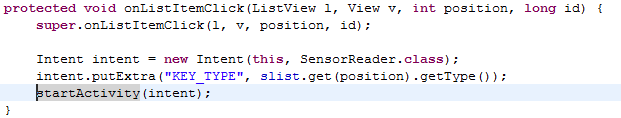 protected void onListItemClick(ListView l, View v, int position, long id) {
super.onListItemClick(l, v, position, id);
Intent intent = new Intent(this, SensorReader.class);
intent.putExtra("KEY_TYPE", slist.get(position).getType());
startActivity(intent);
}